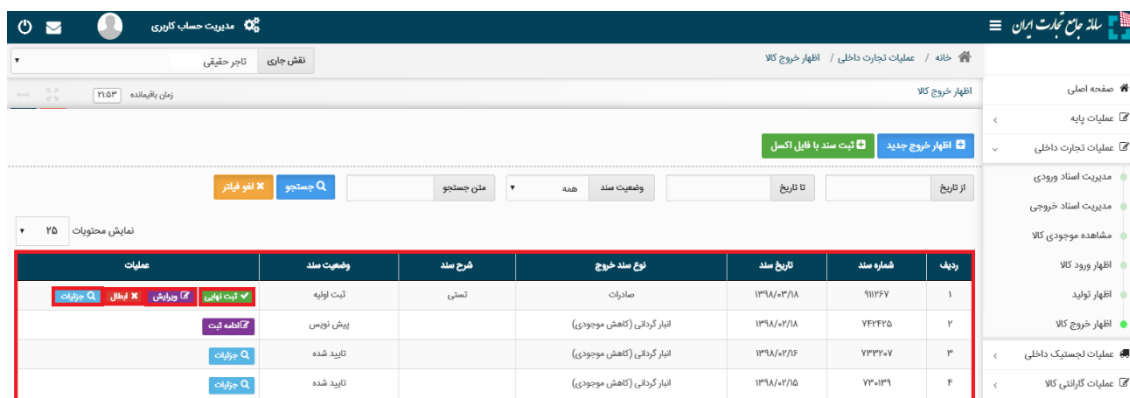 سامانه جامع تجارت ایران
مدیریت حساب کاربری
خانه / عملیات تجارت داخلی / اظهار خروج کالا
نقش جاری تاجر حقیقی
اظهار خروج کالا
زمان باقیمانده ۲۱:۵۳
صفحه اصلی
عملیات پایه
عملیات تجارت داخلی
مدیریت اسناد ورودی
مدیریت اسناد خروجی
مشاهده موجودی کالا
اظهار ورود کالا
اظهار تولید
اظهار خروج کالا
عملیات لجستیک داخلی
عملیات گارانتی کالا
اظهار خروج جدید ثبت سند با فایل اکسل
از تاریخ تا تاریخ وضعیت سند همه متن جستجو جستجو لغو فیلتر
نمایش محتویات ۲۵
ردیف شماره سند تاریخ سند نوع سند خروج شرح سند وضعیت سند عملیات
۱ ۹۱۱۲۶۷ ۱۳۹۸/۰۳/۱۸ صادرات تستی ثبت اولیه ثبت نهایی ویرایش ابطال جزئیات
۲ ۷۴۲۴۲۵ ۱۳۹۸/۰۲/۱۸ انبار گردانی (کاهش موجودی) پیش نویس ادامه ثبت
۳ ۷۳۳۲۰۷ ۱۳۹۸/۰۲/۱۶ انبار گردانی (کاهش موجودی) تایید شده جزئیات
۴ ۷۳۰۱۳۹ ۱۳۹۸/۰۲/۱۵ انبار گردانی (کاهش موجودی) تایید شده جزئیات